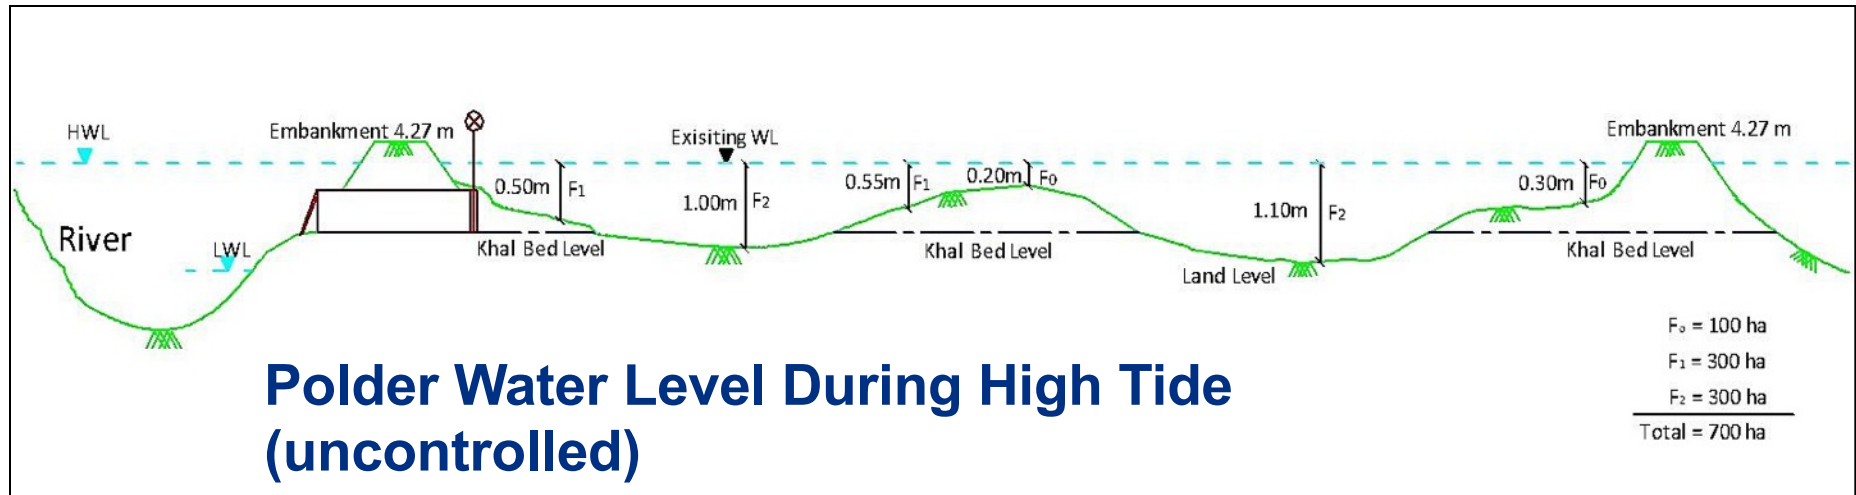 HWL
Embankment 4.27 m
Exisiting WL
Embankment 4.27 m
0.50m F₁
1.00m F₂
0.55m F₁
0.20m F₀
1.10m F₂
0.30m F₀
River
LWL
Khal Bed Level
Khal Bed Level
Land Level
Khal Bed Level
F₀ = 100 ha
F₁ = 300 ha
F₂ = 300 ha
Total = 700 ha
Polder Water Level During High Tide
(uncontrolled)